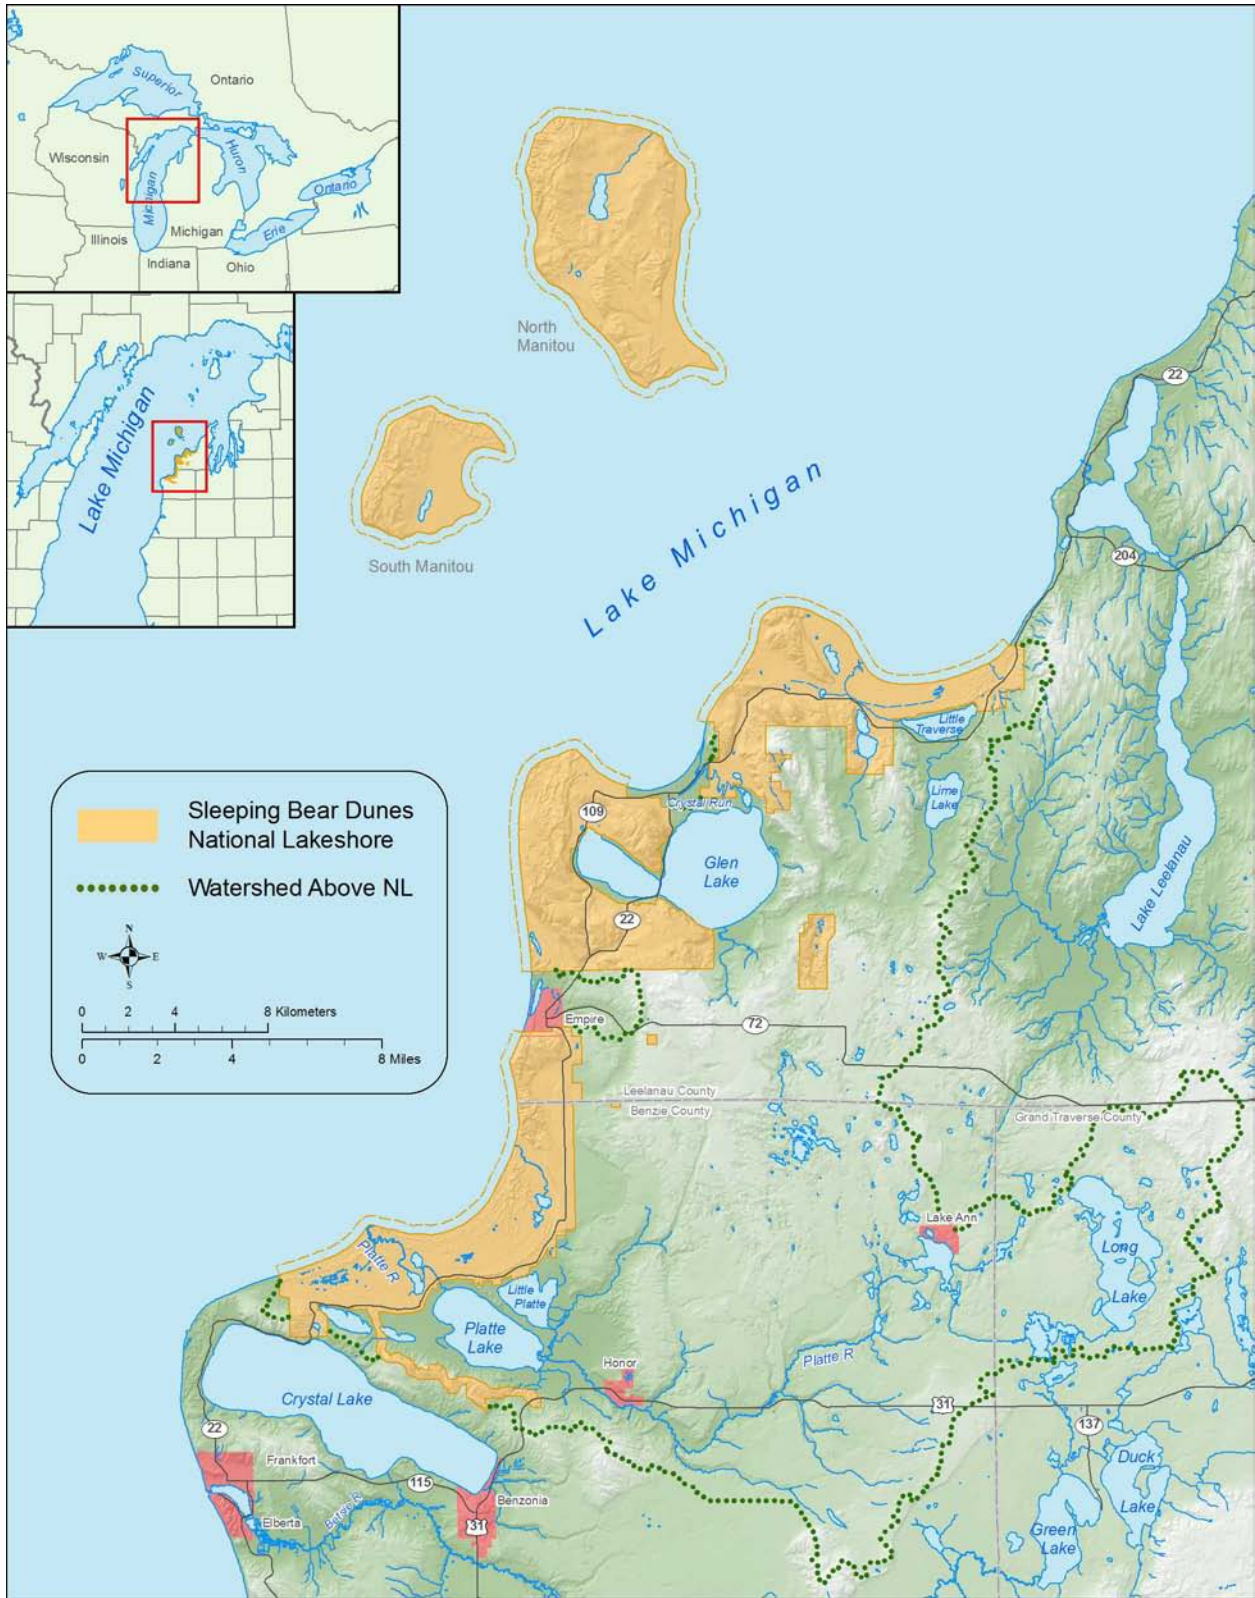 Superior
Ontario
Wisconsin
Huron
Michigan
Ontario
Illinois
Michigan
Erie
Indiana
Ohio
Lake Michigan
North
Manitou
South Manitou
Lake Michigan
22
204
Little
Traverse
Lime
Lake
Crystal Run
109
Glen
Lake
22
Lake Leelanau
Sleeping Bear Dunes
National Lakeshore
Watershed Above NL
N
W
E
S
0 2 4 8 Kilometers
0 2 4 8 Miles
Empire
72
Leelanau County
Benzie County
Grand Traverse County
Lake Ann
Long
Lake
Platte R
Little
Platte
Platte
Lake
Honor
Platte R
Crystal Lake
31
137
22
Frankfort
115
Benzonia
Elberta
Betsie R
31
Duck
Lake
Green
Lake